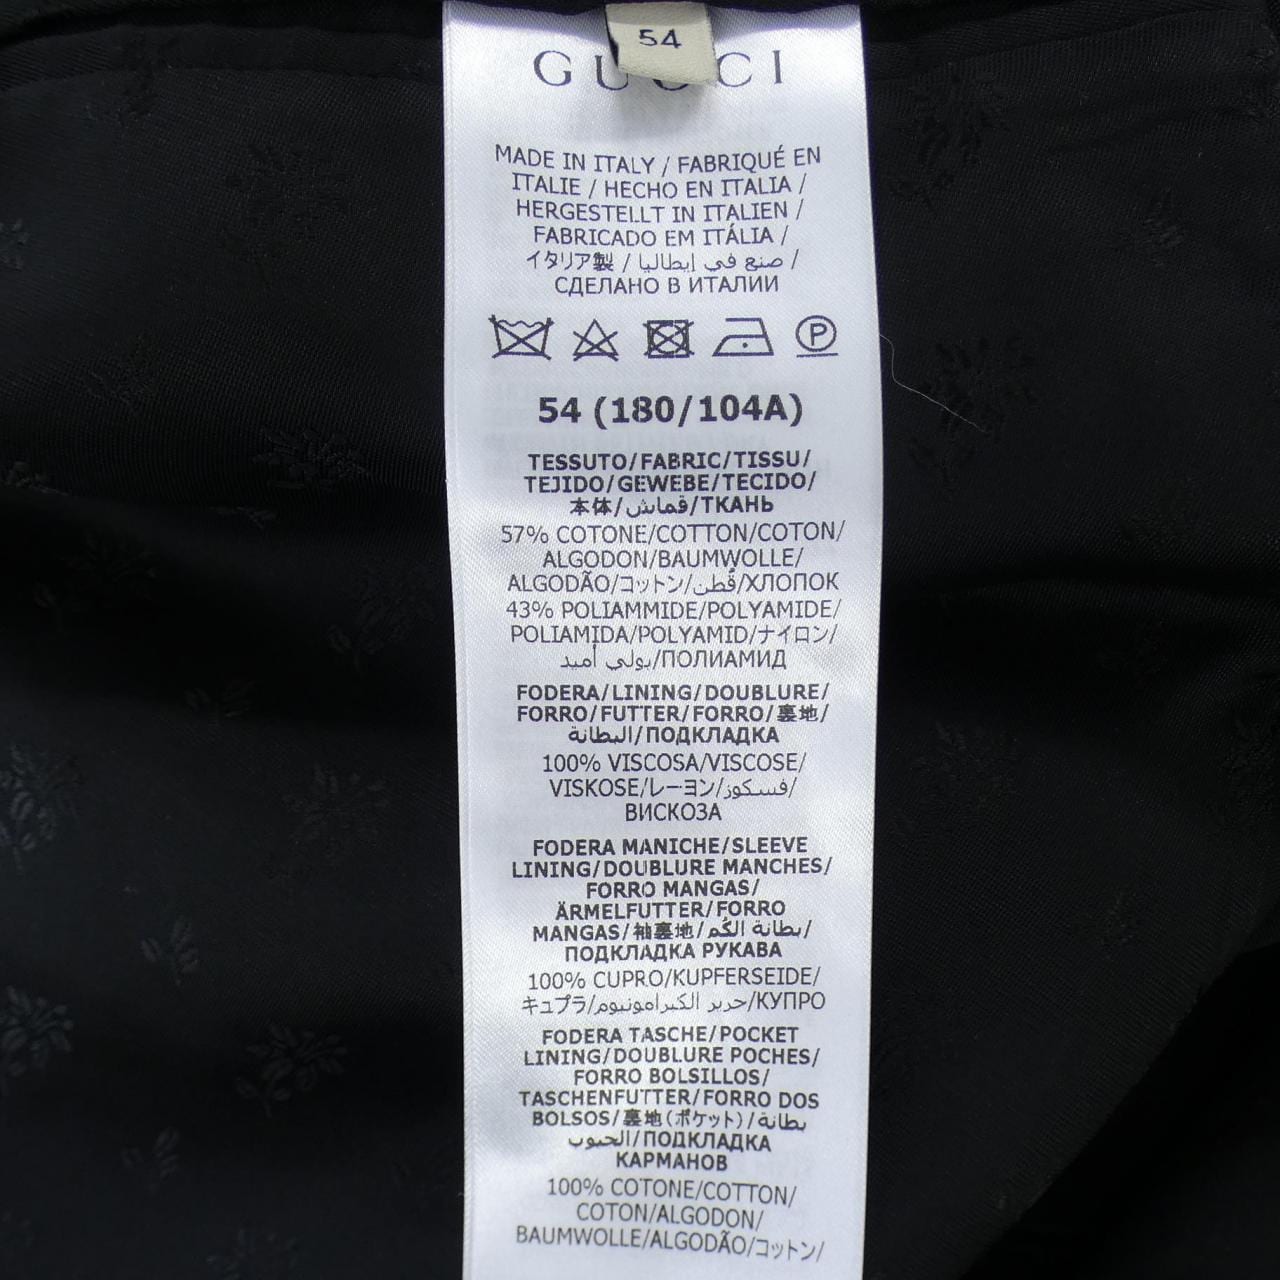 54
GUCCI
MADE IN ITALY / FABRIQUÉ EN
ITALIE / HECHO EN ITALIA /
HERGESTELLT IN ITALIEN /
FABRICADO EM ITÁLIA /
イタリア製 / صنع في إيطاليا /
СДЕЛАНО В ИТАЛИИ
P
54 (180/104A)
TESSUTO/FABRIC/TISSU/
TEJIDO/GEWEBE/TECIDO/
本体/قماش/ТКАНЬ
57% COTONE/COTTON/COTON/
ALGODON/BAUMWOLLE/
ALGODÃO/コットン/قُطن/ХЛОПОК
43% POLIAMMIDE/POLYAMIDE/
POLIAMIDA/POLYAMID/ナイロン/
بولي أميد/ПОЛИАМИД
FODERA/LINING/DOUBLURE/
FORRO/FUTTER/FORRO/裏地/
البطانة/ПОДКЛАДКА
100% VISCOSA/VISCOSE/
VISKOSE/レーヨン/فسكوز/
ВИСКОЗА
FODERA MANICHE/SLEEVE
LINING/DOUBLURE MANCHES/
FORRO MANGAS/
ÄRMELFUTTER/FORRO
MANGAS/袖裏地/بطانة الكُم/
ПОДКЛАДКА РУКАВА
100% CUPRO/KUPFERSEIDE/
キュプラ/حرير الكبرامونيوم/КУПРО
FODERA TASCHE/POCKET
LINING/DOUBLURE POCHES/
FORRO BOLSILLOS/
TASCHENFUTTER/FORRO DOS
BOLSOS/裏地(ポケット)/بطانة
الجيوب/ПОДКЛАДКА
КАРМАНОВ
100% COTONE/COTTON/
COTON/ALGODON/
BAUMWOLLE/ALGODÃO/コットン/